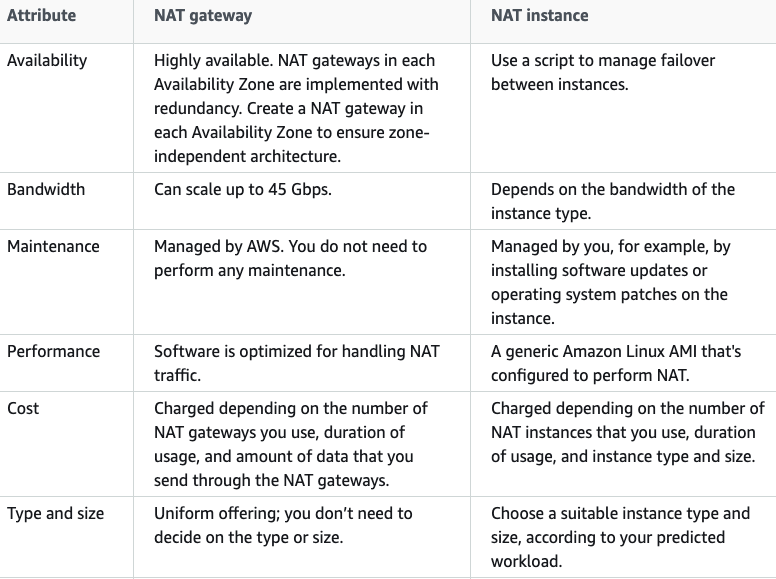 Attribute NAT gateway NAT instance
Availability
Highly available. NAT gateways in each
Availability Zone are implemented with
redundancy. Create a NAT gateway in
each Availability Zone to ensure zone-
independent architecture.
Use a script to manage failover
between instances.
Bandwidth
Can scale up to 45 Gbps.
Depends on the bandwidth of the
instance type.
Maintenance
Managed by AWS. You do not need to
perform any maintenance.
Managed by you, for example, by
installing software updates or
operating system patches on the
instance.
Performance
Software is optimized for handling NAT
traffic.
A generic Amazon Linux AMI that's
configured to perform NAT.
Cost
Charged depending on the number of
NAT gateways you use, duration of
usage, and amount of data that you
send through the NAT gateways.
Charged depending on the number of
NAT instances that you use, duration
of usage, and instance type and size.
Type and size
Uniform offering; you don’t need to
decide on the type or size.
Choose a suitable instance type and
size, according to your predicted
workload.